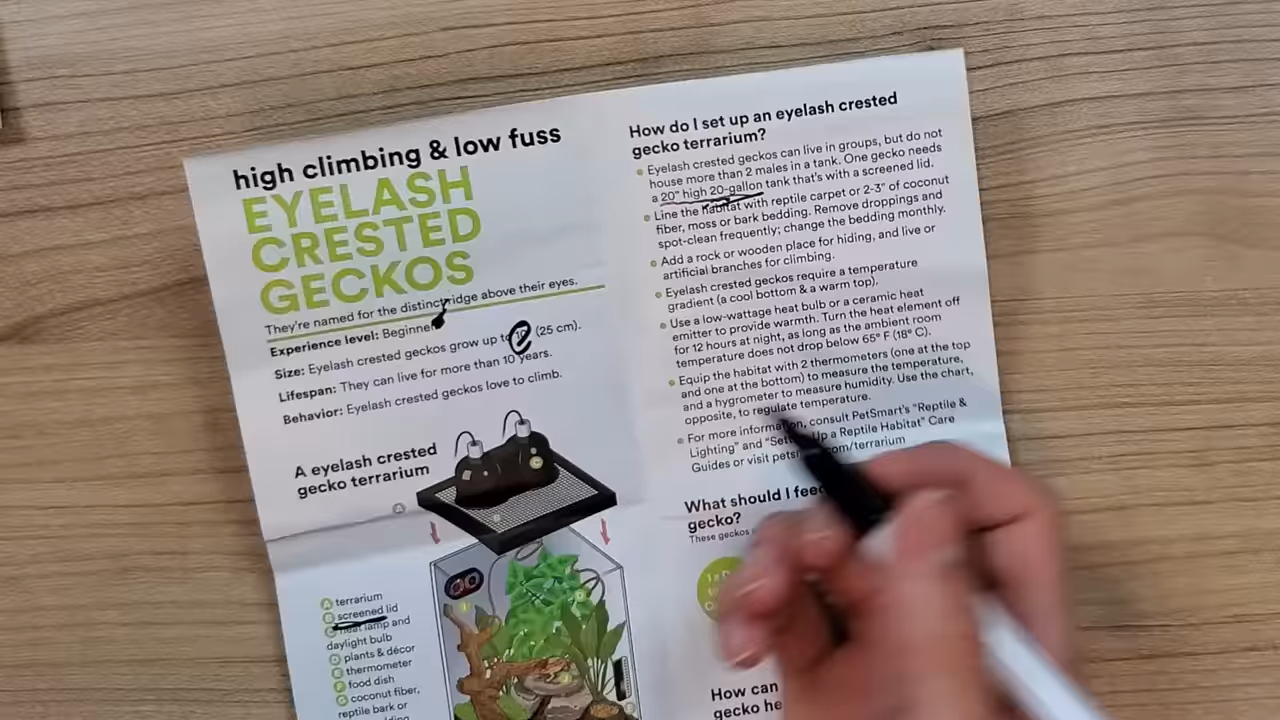 high climbing & low fuss
EYELASH
CRESTED
GECKOS
They're named for the distinct ridge above their eyes.
Experience level: Beginner
Size: Eyelash crested geckos grow up to (25 cm).
Lifespan: They can live for more than 10 years.
Behavior: Eyelash crested geckos love to climb.
A eyelash crested
gecko terrarium
A
A terrarium
B screened lid
C heat lamp and
daylight bulb
D plants & décor
E thermometer
F food dish
G coconut fiber,
reptile bark or
How do I set up an eyelash crested
gecko terrarium?
Eyelash crested geckos can live in groups, but do not
house more than 2 males in a tank. One gecko needs
a 20" high 20-gallon tank that's with a screened lid.
Line the habitat with reptile carpet or 2-3" of coconut
fiber, moss or bark bedding. Remove droppings and
spot-clean frequently; change the bedding monthly.
Add a rock or wooden place for hiding, and live or
artificial branches for climbing.
Eyelash crested geckos require a temperature
gradient (a cool bottom & a warm top).
Use a low-wattage heat bulb or a ceramic heat
emitter to provide warmth. Turn the heat element off
for 12 hours at night, as long as the ambient room
temperature does not drop below 65° F (18° C).
Equip the habitat with 2 thermometers (one at the top
and one at the bottom) to measure the temperature,
and a hygrometer to measure humidity. Use the chart,
opposite, to regulate temperature.
For more information, consult PetSmart's "Reptile &
Lighting" and Up a Reptile Habitat" Care
Guides or visit com/terrarium
What should I feed
gecko?
These geckos
How can
gecko he